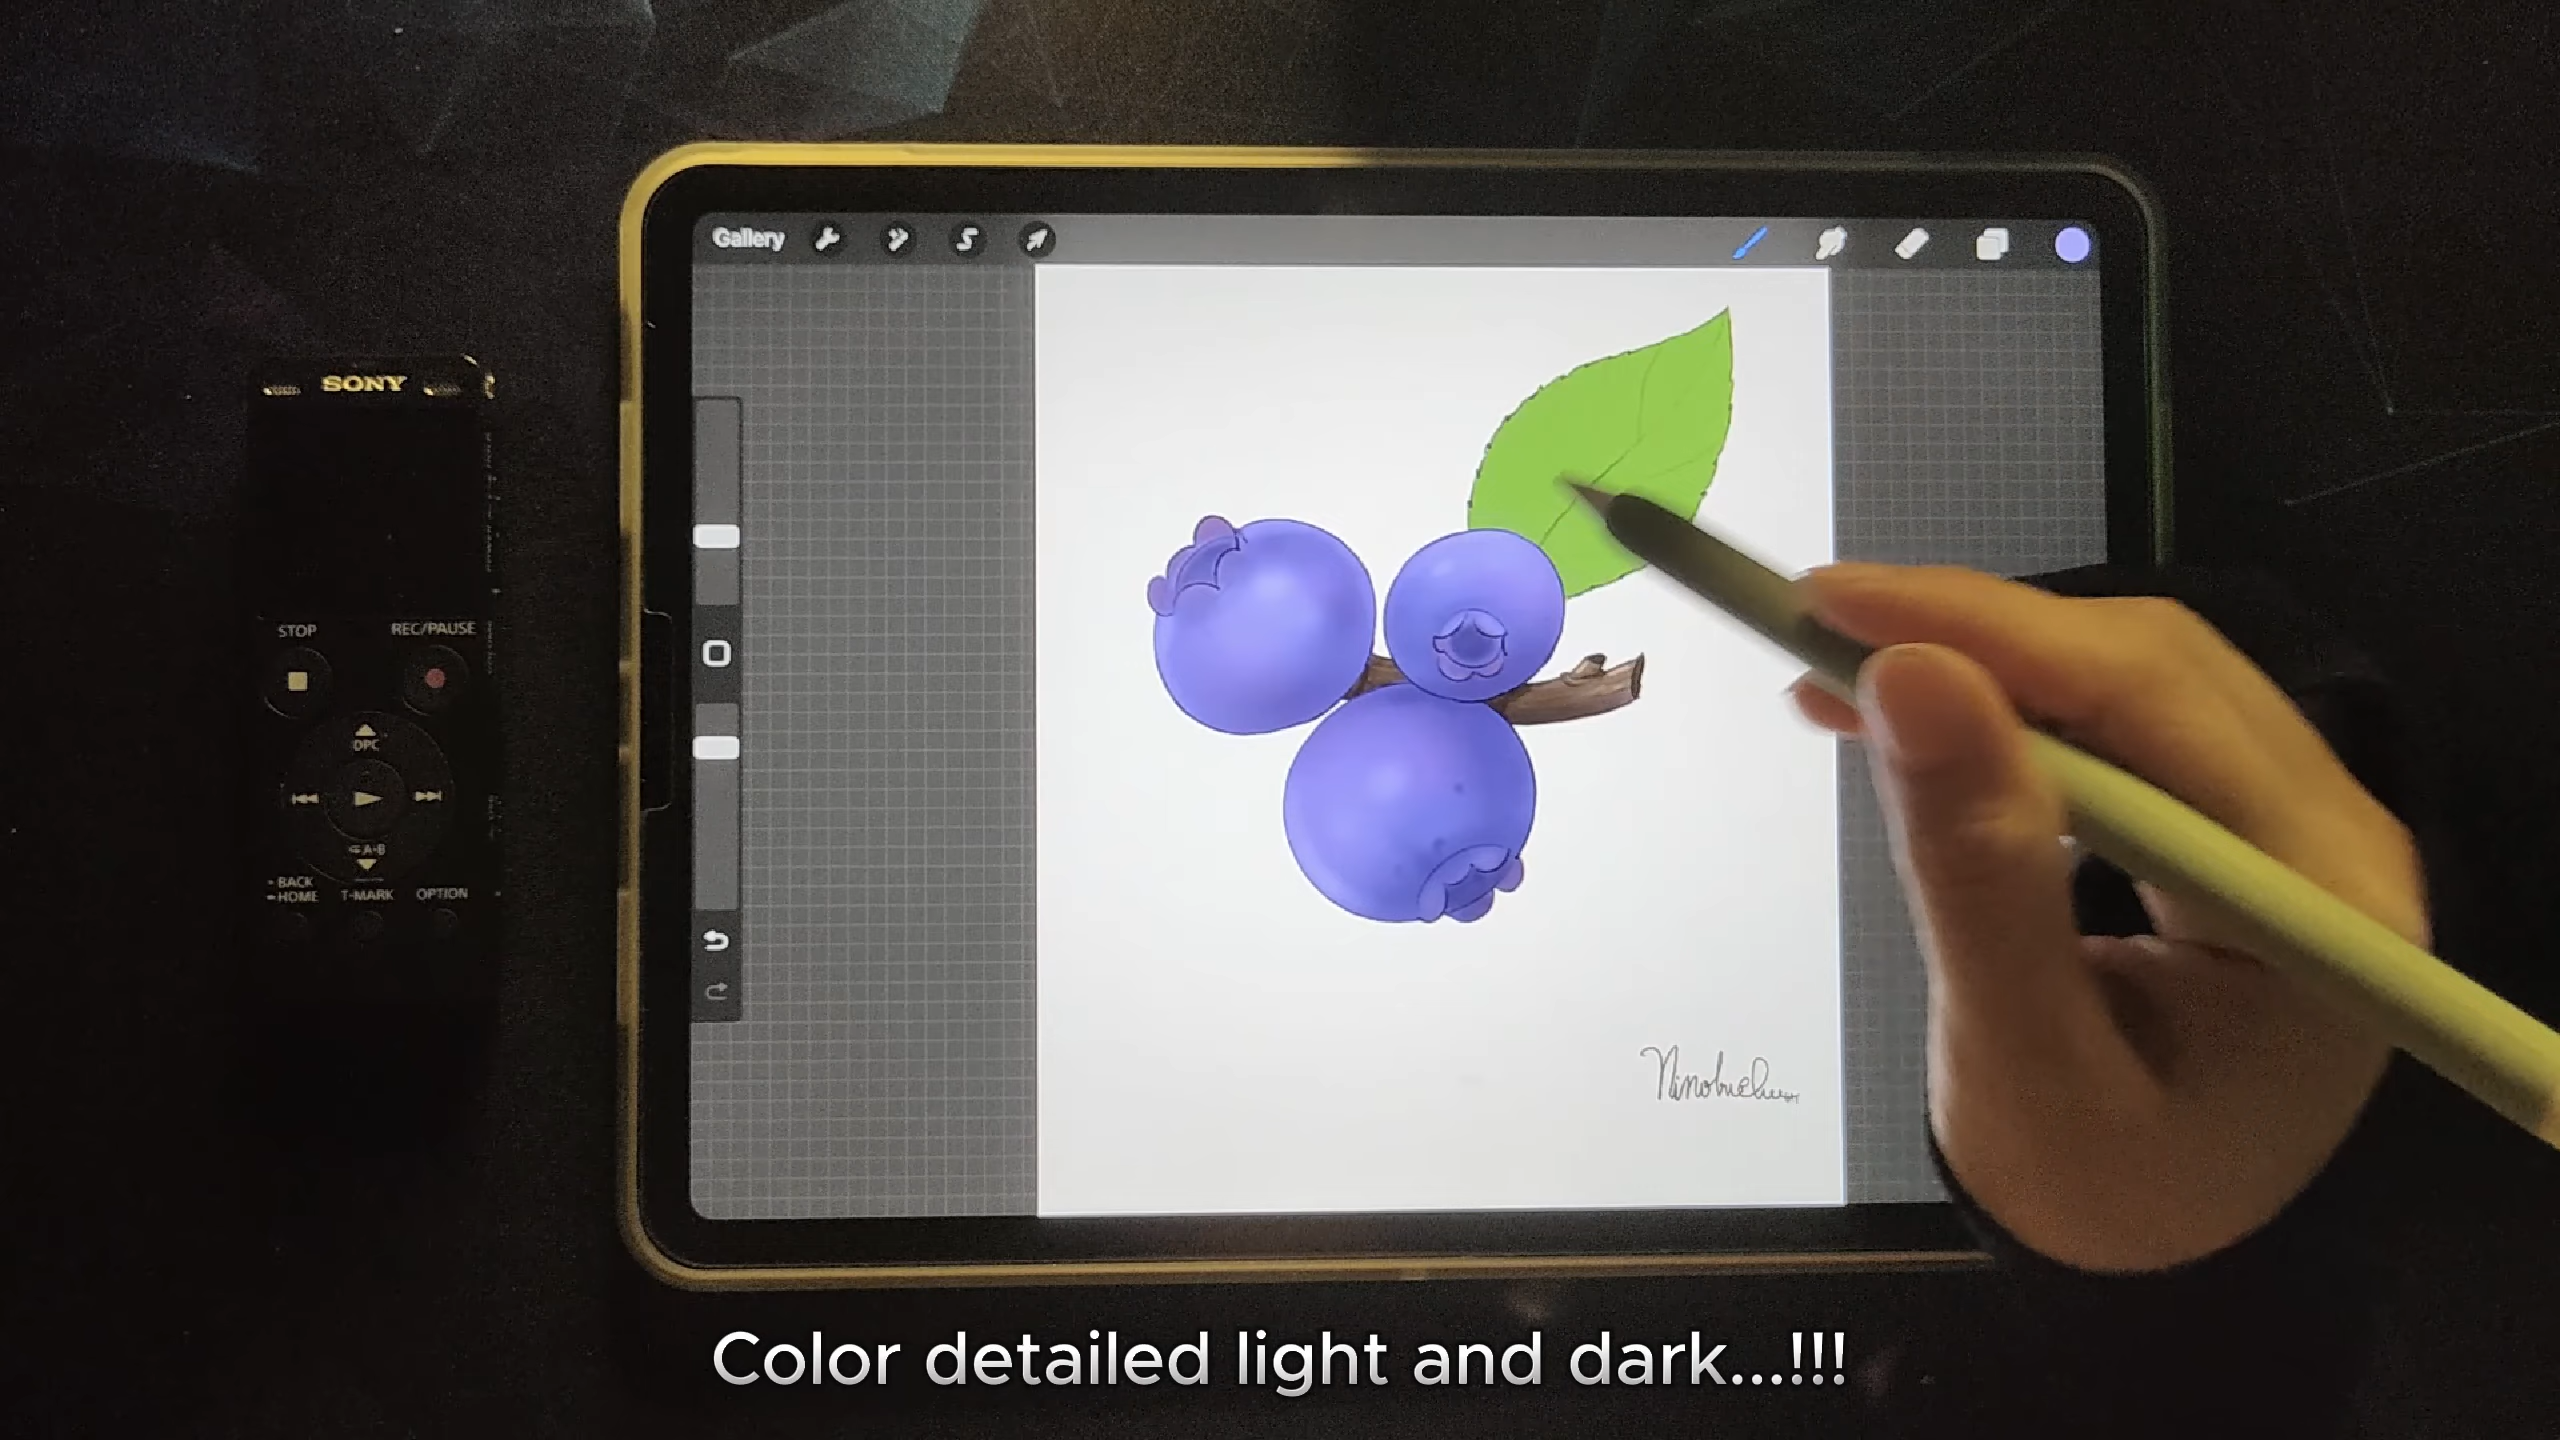 Gallery
SONY
STOP
REC/PAUSE
DPC
A-B
BACK
HOME
T-MARK
OPTION
Color detailed light and dark...!!!